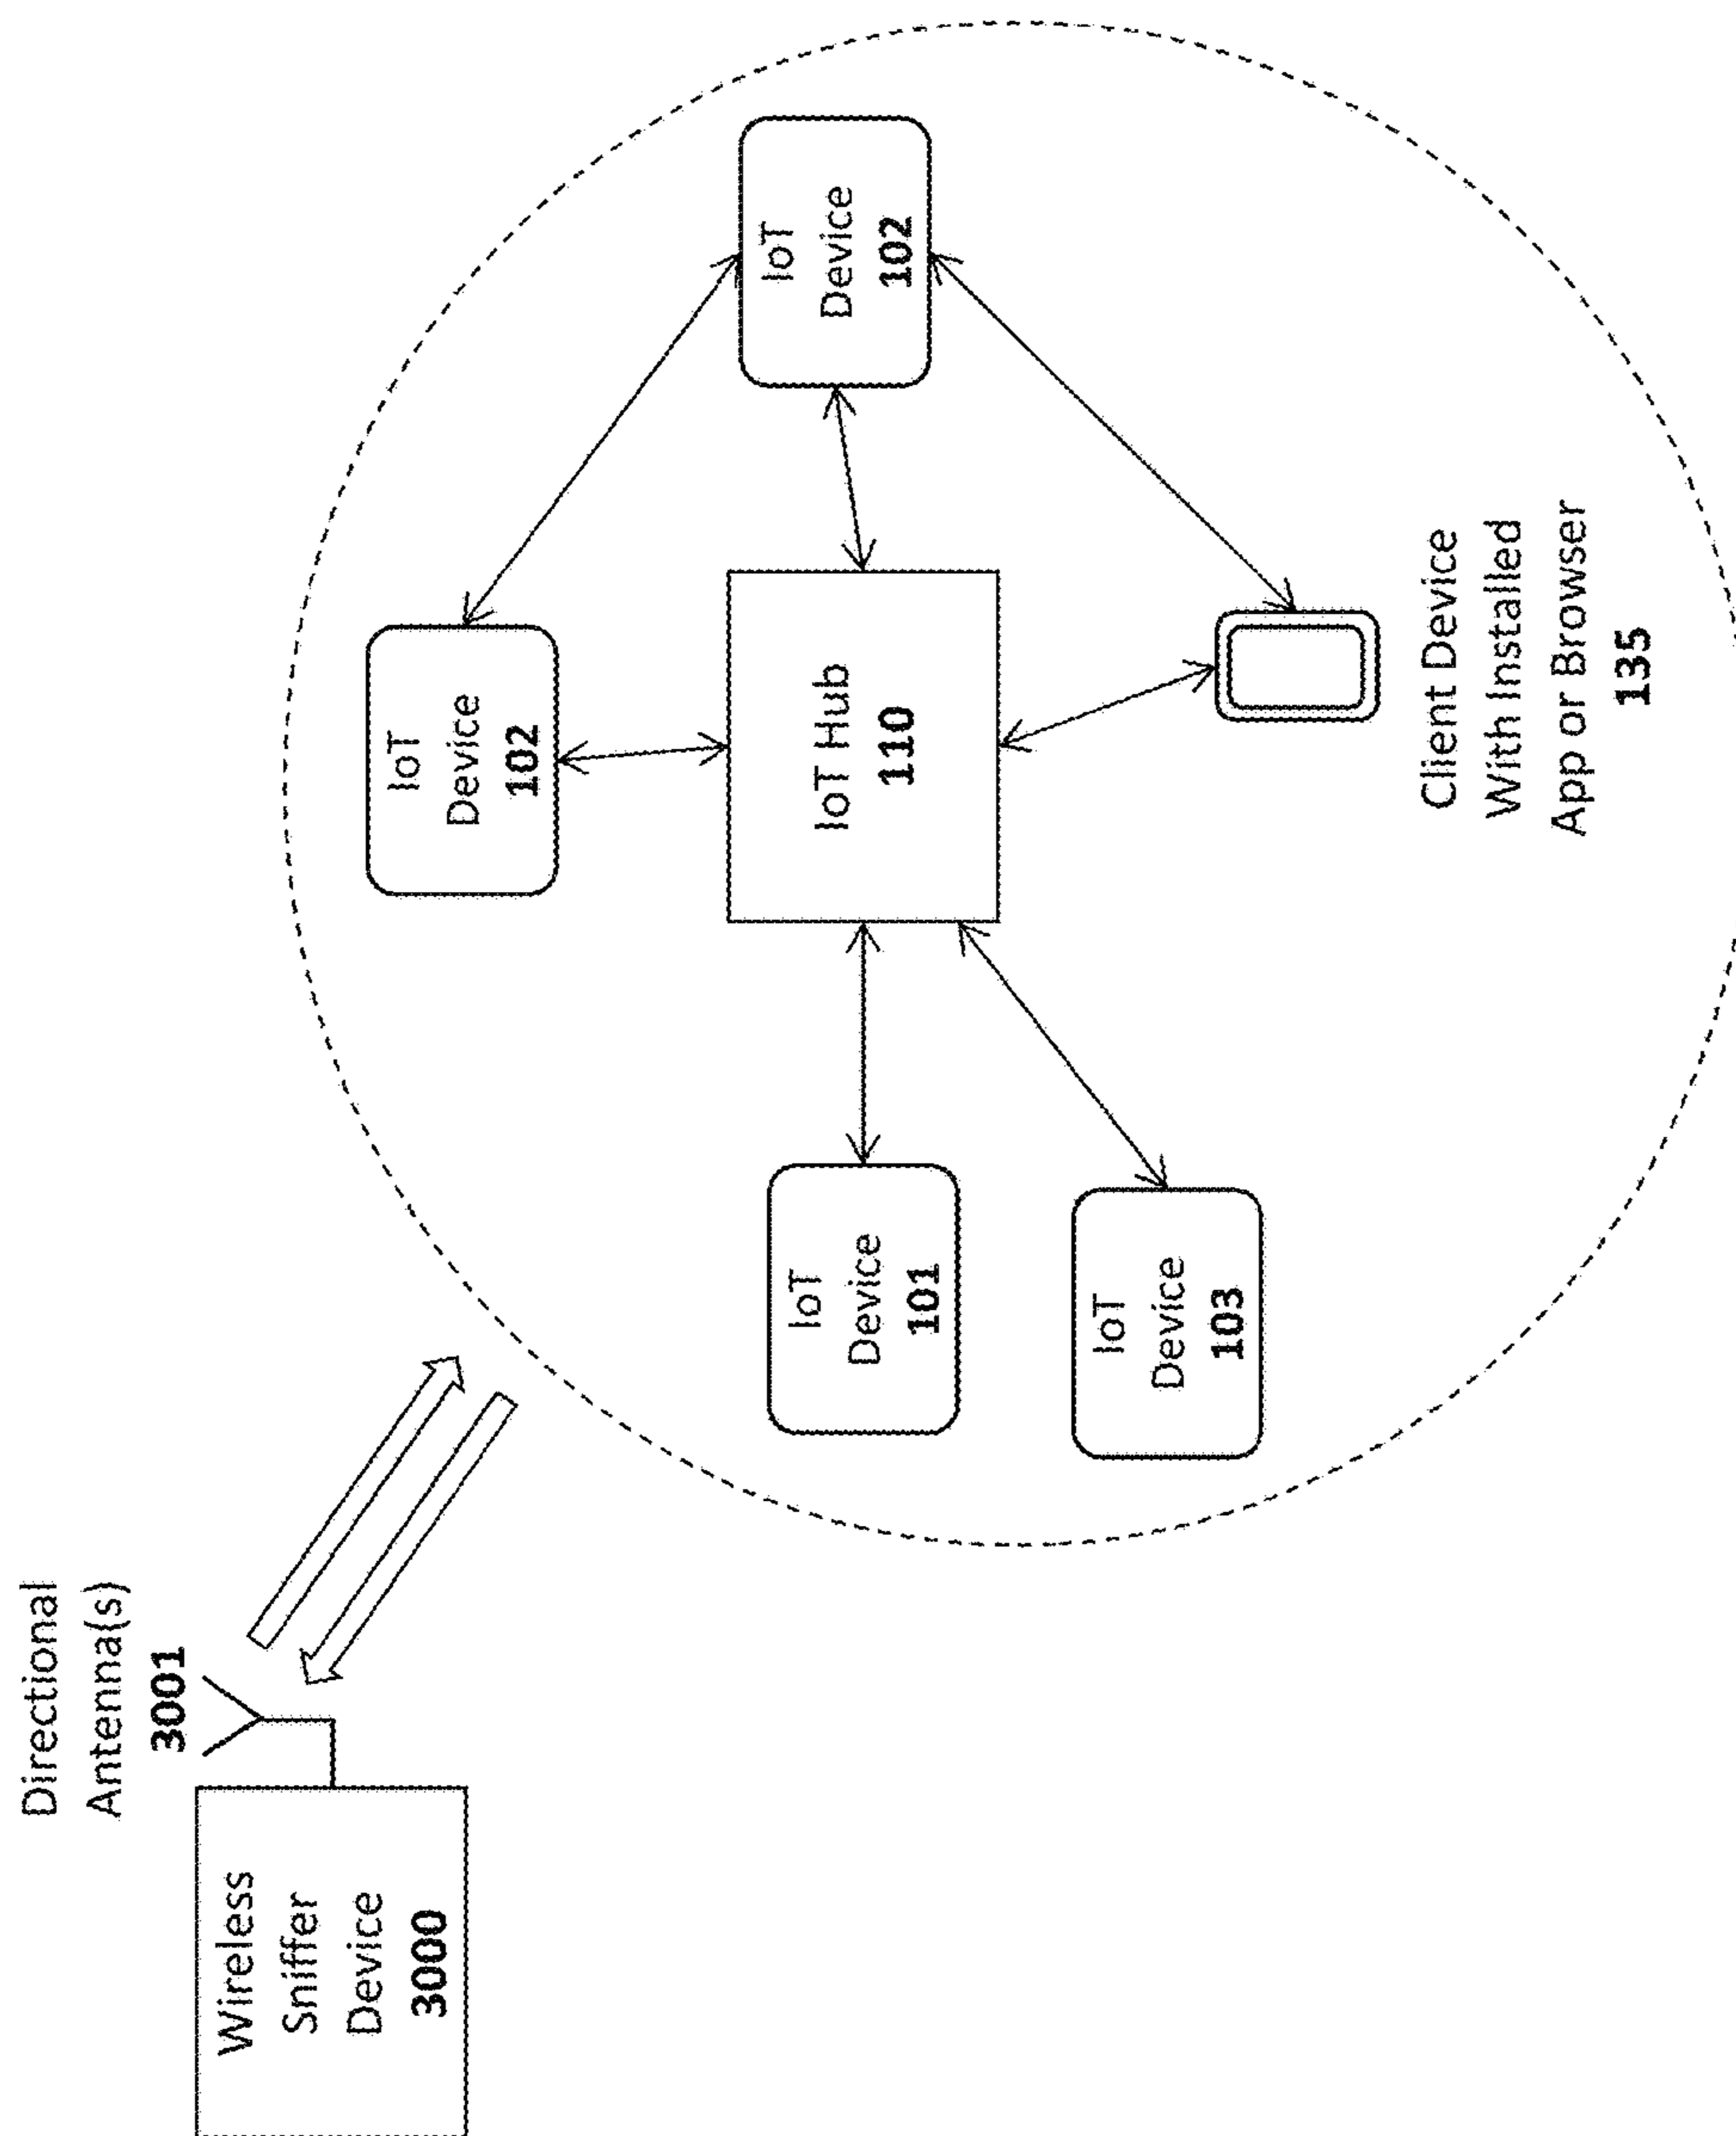 Directional
Antenna(s)
3001
Wireless
Sniffer
Device
3000
IoT
Device
102
IoT
Device
101
IoT Hub
110
IoT
Device
102
IoT
Device
103
Client Device
With Installed
App or Browser
135